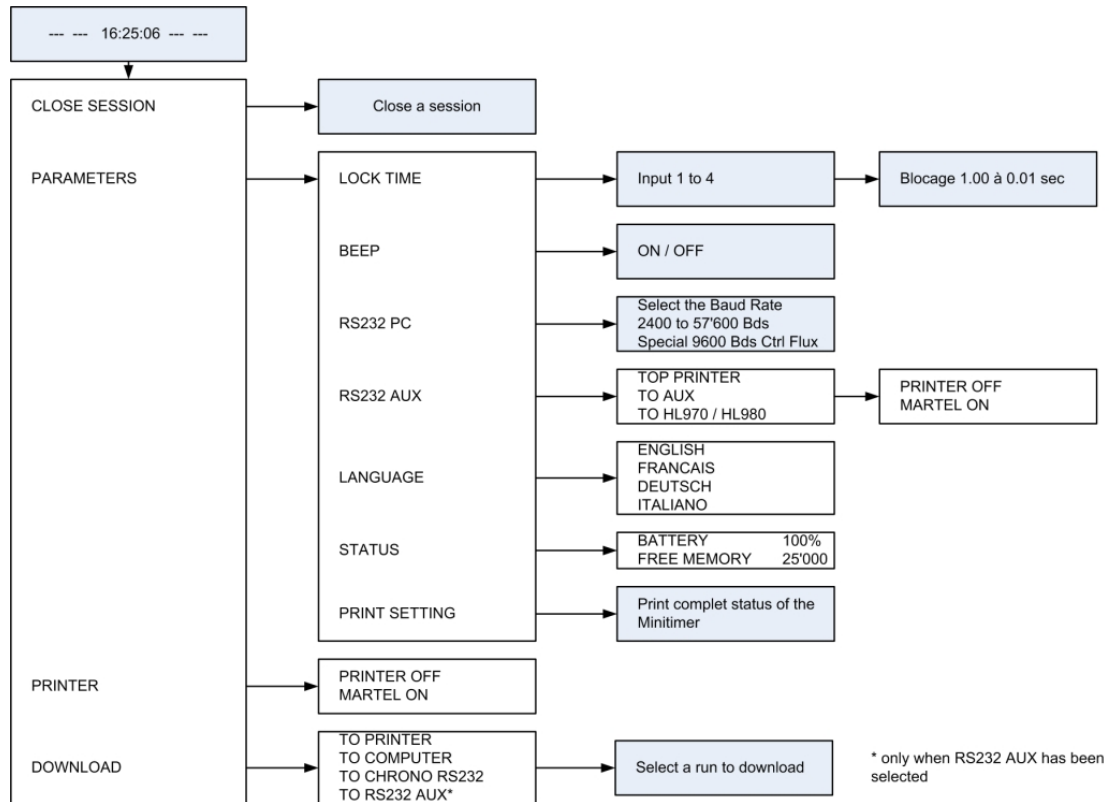 --- --- 16:25:06 --- ---
CLOSE SESSION
Close a session
PARAMETERS
LOCK TIME
Input 1 to 4
Blocage 1.00 à 0.01 sec
BEEP
ON / OFF
RS232 PC
Select the Baud Rate
2400 to 57'600 Bds
Special 9600 Bds Ctrl Flux
RS232 AUX
TOP PRINTER
TO AUX
TO HL970 / HL980
PRINTER OFF
MARTEL ON
LANGUAGE
ENGLISH
FRANCAIS
DEUTSCH
ITALIANO
STATUS
BATTERY 100%
FREE MEMORY 25'000
PRINT SETTING
Print complet status of the
Minitimer
PRINTER
PRINTER OFF
MARTEL ON
DOWNLOAD
TO PRINTER
TO COMPUTER
TO CHRONO RS232
TO RS232 AUX*
Select a run to download
* only when RS232 AUX has been
selected